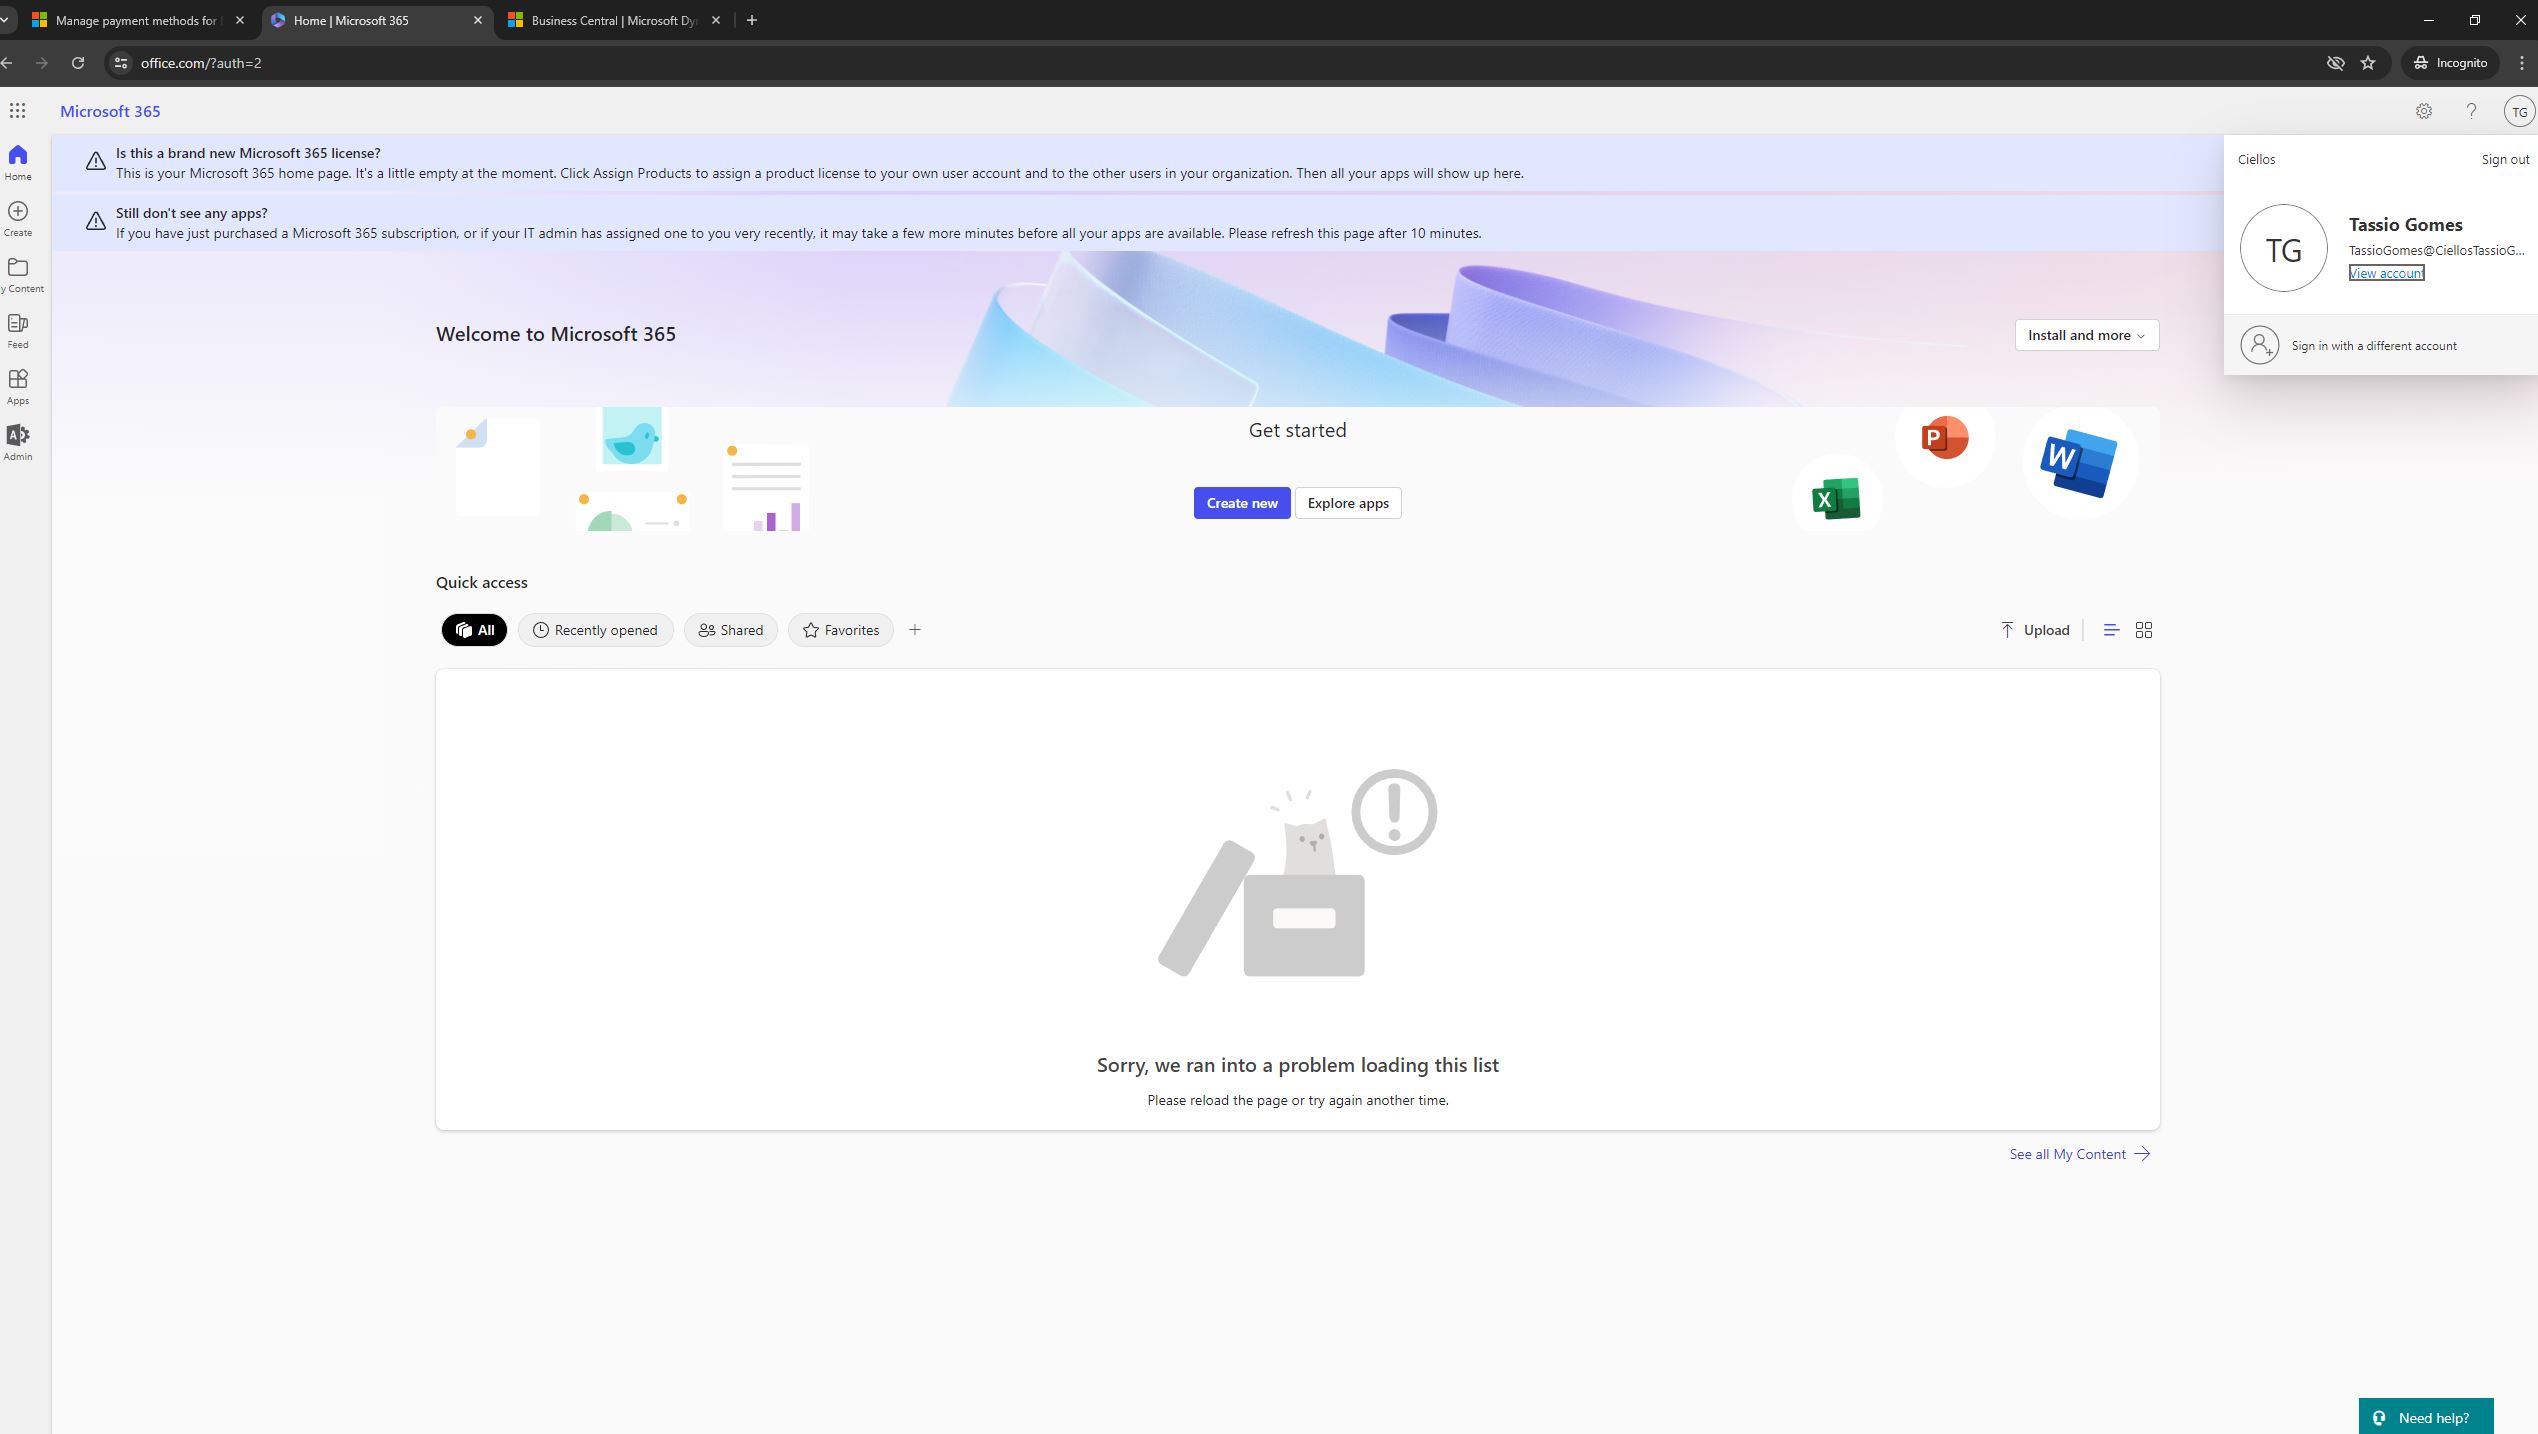 Manage payment methods for
Home | Microsoft 365
Business Central | Microsoft Dyn
office.com/?auth=2
Incognito
Microsoft 365
TG
Home
Create
y Content
Feed
Apps
A
Admin
Is this a brand new Microsoft 365 license?
This is your Microsoft 365 home page. It's a little empty at the moment. Click Assign Products to assign a product license to your own user account and to the other users in your organization. Then all your apps will show up here.
Still don't see any apps?
If you have just purchased a Microsoft 365 subscription, or if your IT admin has assigned one to you very recently, it may take a few more minutes before all your apps are available. Please refresh this page after 10 minutes.
Ciellos
Sign out
TG
Tassio Gomes
TassioGomes@CiellosTassioG...
View account
Sign in with a different account
Welcome to Microsoft 365
Install and more
Get started
Create new
Explore apps
P
W
X
Quick access
All
Recently opened
Shared
Favorites
Upload
Sorry, we ran into a problem loading this list
Please reload the page or try again another time.
See all My Content
Need help?